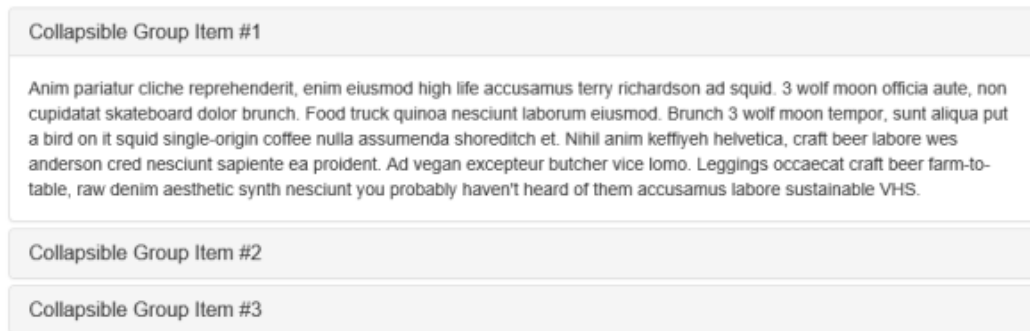 Collapsible Group Item #1
Anim pariatur cliche reprehenderit, enim eiusmod high life accusamus terry richardson ad squid. 3 wolf moon officia aute, non
cupidatat skateboard dolor brunch. Food truck quinoa nesciunt laborum eiusmod. Brunch 3 wolf moon tempor, sunt aliqua put
a bird on it squid single-origin coffee nulla assumenda shoreditch et. Nihil anim keffiyeh helvetica, craft beer labore wes
anderson cred nesciunt sapiente ea proident. Ad vegan excepteur butcher vice lomo. Leggings occaecat craft beer farm-to-
table, raw denim aesthetic synth nesciunt you probably haven't heard of them accusamus labore sustainable VHS.
Collapsible Group Item #2
Collapsible Group Item #3